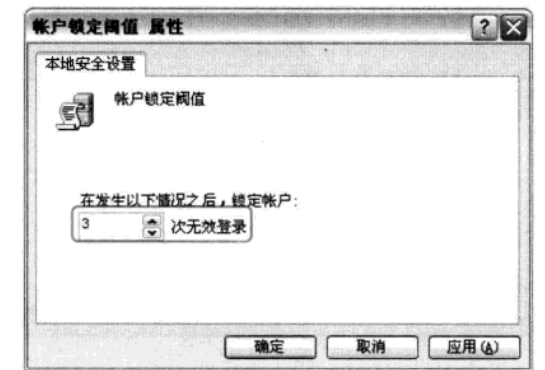 帐户锁定阈值 属性
本地安全设置
帐户锁定阈值
在发生以下情况之后，锁定帐户:
3 次无效登录
确定 取消 应用(A)